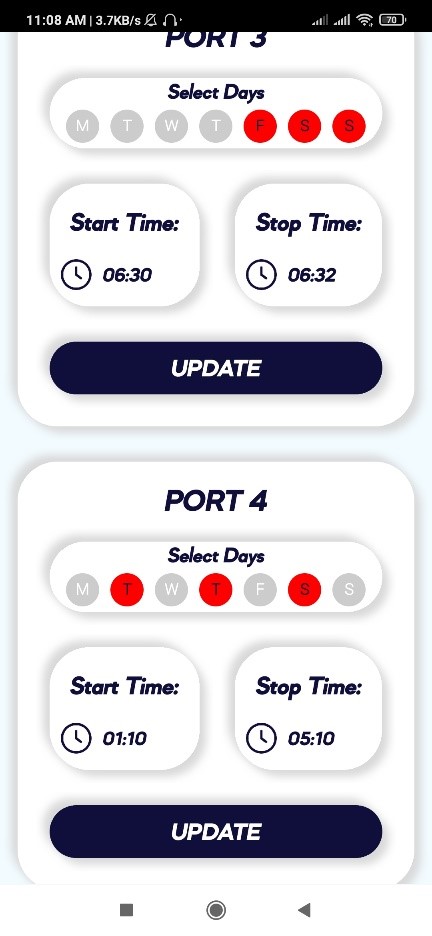 11:08 AM | 3.7KB/s
70
PORT 3
Select Days
M T W T F S S
Start Time: Stop Time:
06:30 06:32
UPDATE
PORT 4
Select Days
M T W T F S S
Start Time: Stop Time:
01:10 05:10
UPDATE